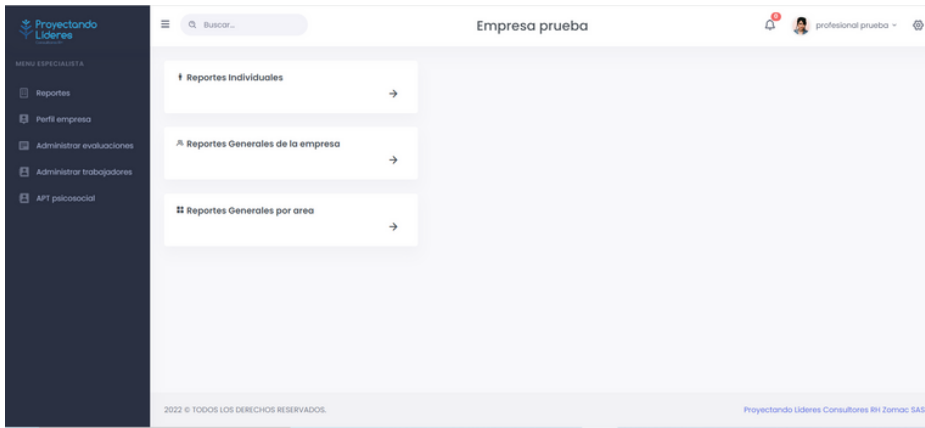 Proyectando
Líderes
Buscar...
Empresa prueba
0
profesional prueba
MENU ESPECIALISTA
Reportes
Perfil empresa
Administrar evaluaciones
Administrar trabajadores
APT psicosocial
Reportes Individuales
Reportes Generales de la empresa
Reportes Generales por area
2022 © TODOS LOS DERECHOS RESERVADOS.
Proyectando Líderes Consultores RH Zomac SAS